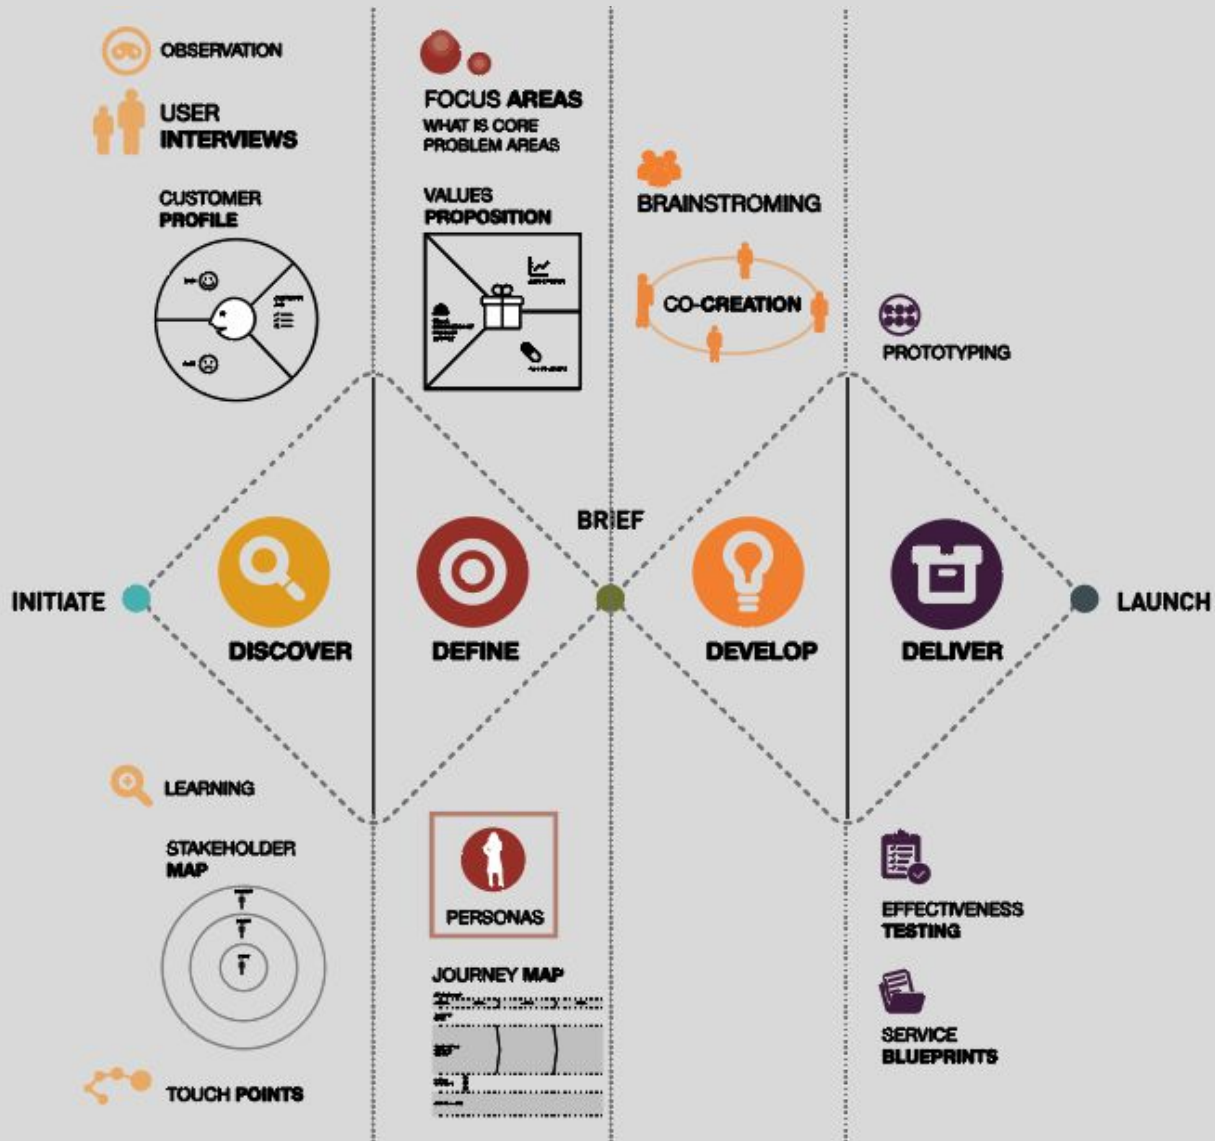 OBSERVATION
USER
INTERVIEWS
CUSTOMER
PROFILE
FOCUS AREAS
WHAT IS CORE
PROBLEM AREAS
VALUES
PROPOSITION
BRAINSTROMING
CO-CREATION
PROTOTYPING
INITIATE
DISCOVER
DEFINE
BRIEF
DEVELOP
DELIVER
LAUNCH
LEARNING
STAKEHOLDER
MAP
TOUCH POINTS
PERSONAS
JOURNEY MAP
EFFECTIVENESS
TESTING
SERVICE
BLUEPRINTS